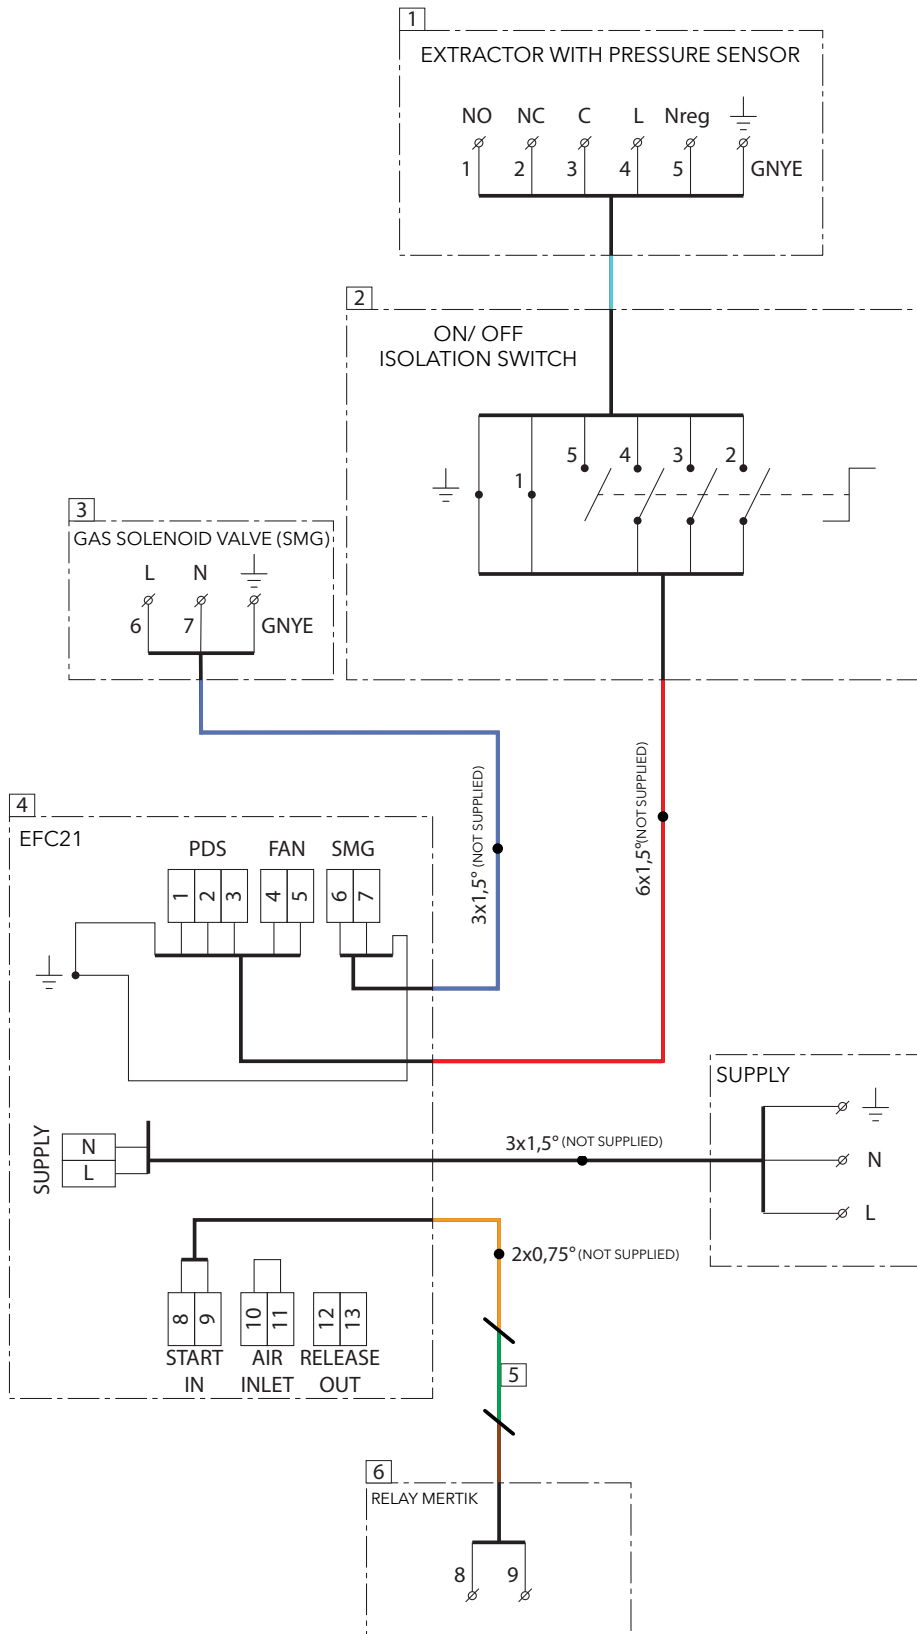 1
EXTRACTOR WITH PRESSURE SENSOR
NO NC C L Nreg
1 2 3 4 5 GNYE
2
ON/ OFF
ISOLATION SWITCH
5 4 3 2
1
3
GAS SOLENOID VALVE (SMG)
L N
6 7 GNYE
3x1,5° (NOT SUPPLIED)
6x1,5°(NOT SUPPLIED)
4
EFC21
PDS FAN SMG
1 2 3 4 5 6 7
SUPPLY
SUPPLY
N
L
3x1,5° (NOT SUPPLIED)
N
L
2x0,75° (NOT SUPPLIED)
8 9 10 11 12 13
START AIR RELEASE
IN INLET OUT
5
6
RELAY MERTIK
8 9